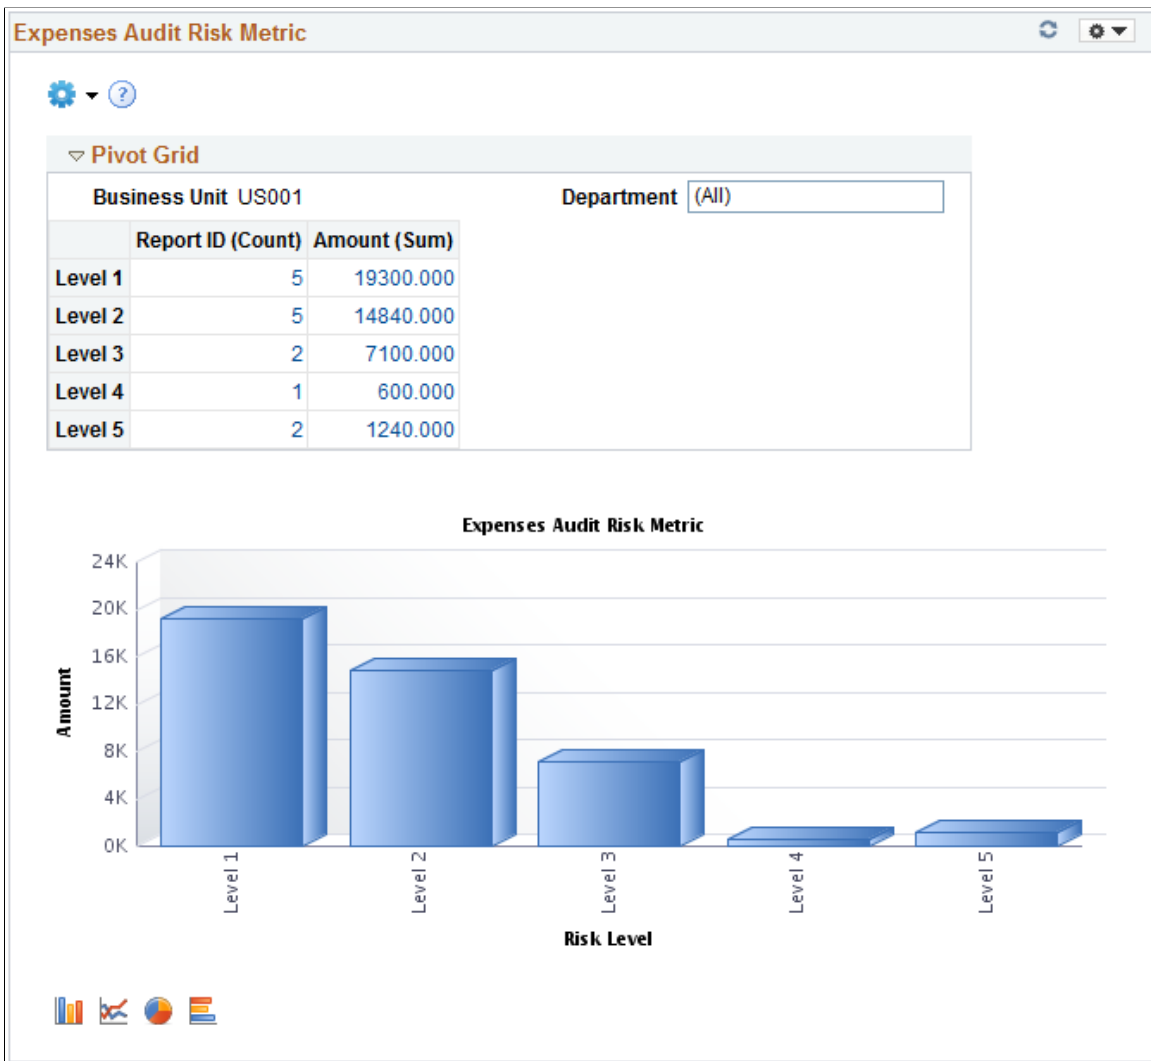 Expenses Audit Risk Metric
?
Pivot Grid
Business Unit US001 Department (All)
Report ID (Count) Amount (Sum)
Level 1 5 19300.000
Level 2 5 14840.000
Level 3 2 7100.000
Level 4 1 600.000
Level 5 2 1240.000
Expenses Audit Risk Metric
24K
20K
16K
12K
8K
4K
0K
Amount
Level 1 Level 2 Level 3 Level 4 Level 5
Risk Level